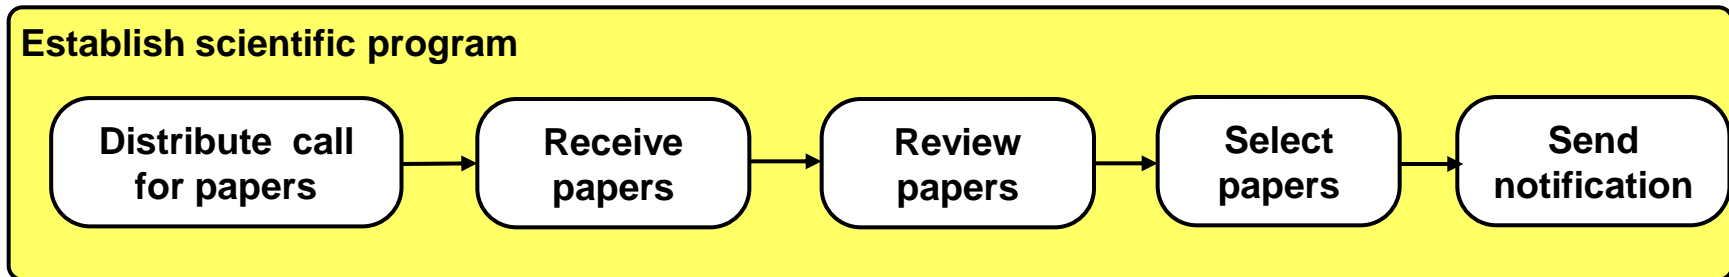 Establish scientific program
Distribute  call
for papers
Receive
papers
Review
papers
Select
papers
Send
notification